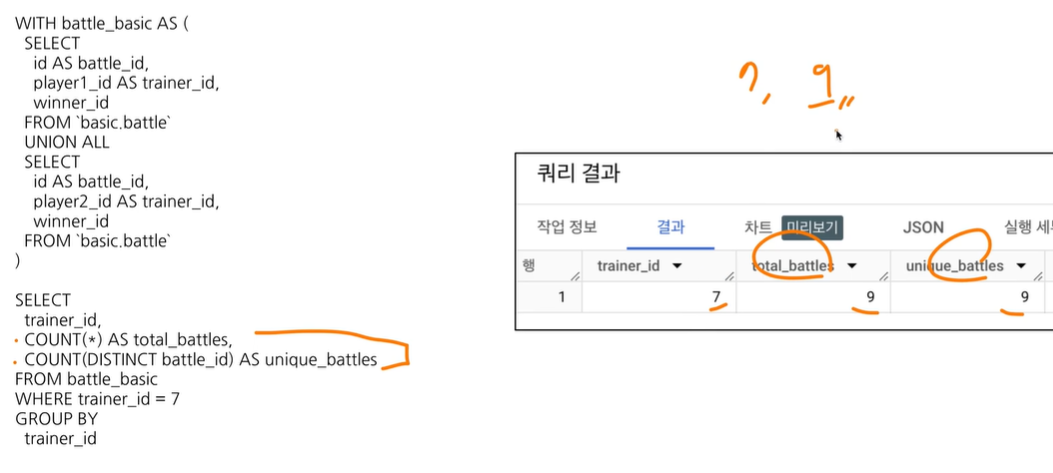 WITH battle_basic AS (
SELECT
id AS battle_id,
player1_id AS trainer_id,
winner_id
FROM `basic.battle`
UNION ALL
SELECT
id AS battle_id,
player2_id AS trainer_id,
winner_id
FROM `basic.battle`
)
SELECT
trainer_id,
COUNT(*) AS total_battles,
COUNT(DISTINCT battle_id) AS unique_battles
FROM battle_basic
WHERE trainer_id = 7
GROUP BY
trainer_id
7, 9
쿼리 결과
작업 정보 결과 차트 미리보기 JSON 실행 세
행 trainer_id total_battles unique_battles
1 7 9 9